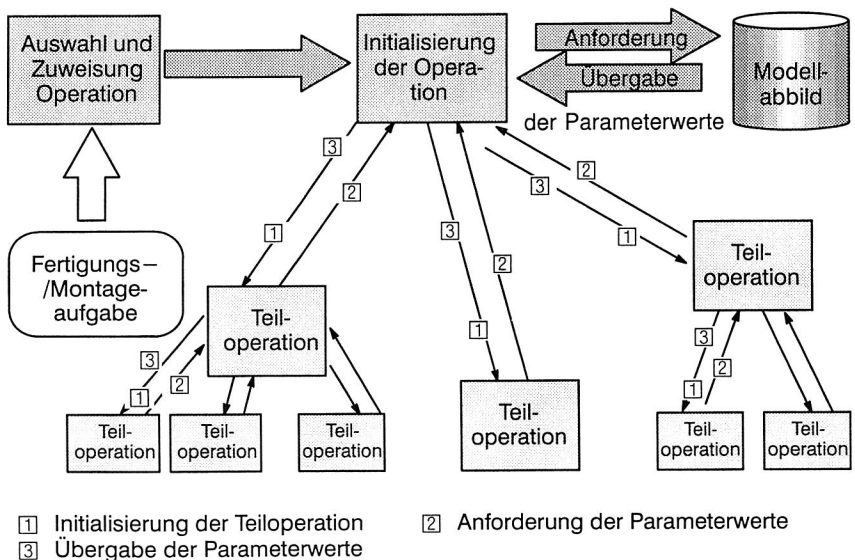 Auswahl und
Zuweisung
Operation
Initialisierung
der Opera-
tion
Anforderung
Übergabe
der Parameterwerte
Modell-
abbild
Fertigungs–
/Montage-
aufgabe
3
2
1
3
2
1
2
3
1
Teil-
operation
Teil-
operation
Teil-
operation
3
1
2
3
1
2
Teil-
operation
Teil-
operation
Teil-
operation
Teil-
operation
Teil-
operation
1 Initialisierung der Teiloperation
2 Anforderung der Parameterwerte
3 Übergabe der Parameterwerte